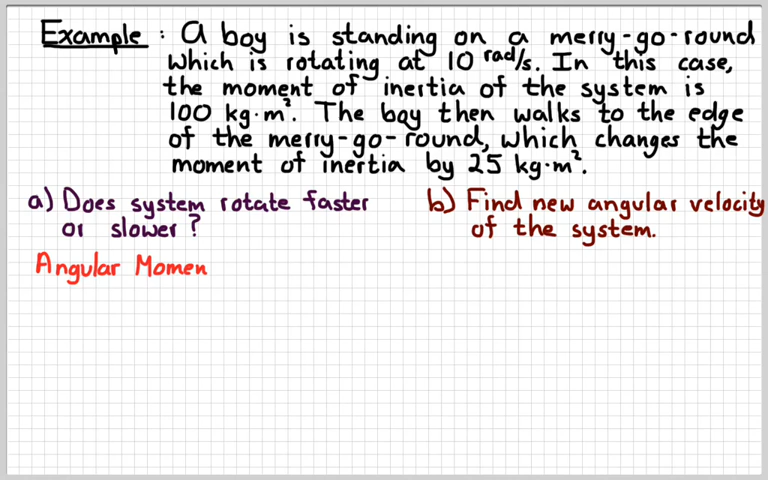 Example : A boy is standing on a merry-go-round
which is rotating at 10 rad/s. In this case,
the moment of inertia of the system is
100 kg·m². The boy then walks to the edge
of the merry-go-round, which changes the
moment of inertia by 25 kg·m².
a) Does system rotate faster
or slower?
b) Find new angular velocity
of the system.
Angular Momen